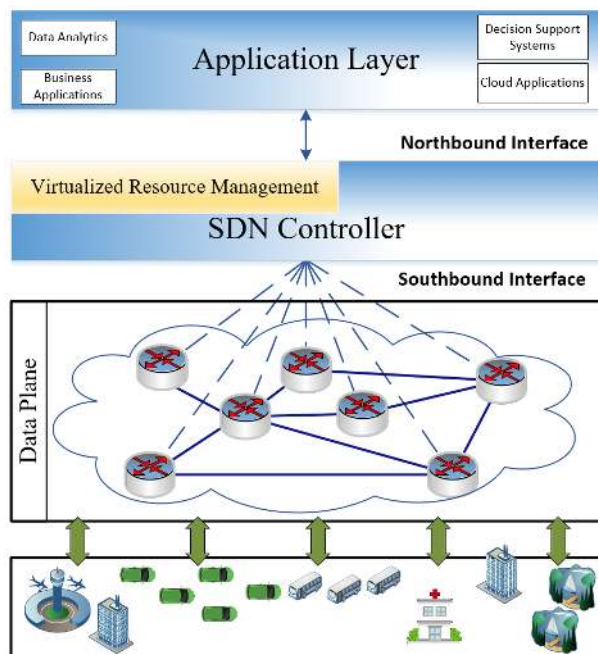 Data Analytics
Business
Applications
Application Layer
Decision Support
Systems
Cloud Applications
Northbound Interface
Virtualized Resource Management
SDN Controller
Southbound Interface
Data Plane